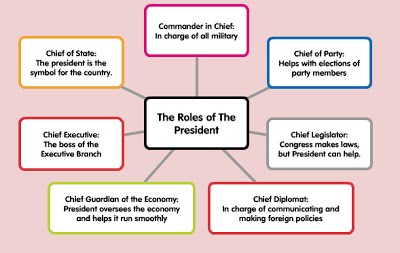 Commander in Chief:
In charge of all military
Chief of State:
The president is the
symbol for the country.
Chief of Party:
Helps with elections of
party members
The Roles of The
President
Chief Executive:
The boss of the
Executive Branch
Chief Legislator:
Congress makes laws,
but President can help.
Chief Guardian of the Economy:
President oversees the economy
and helps it run smoothly
Chief Diplomat:
In charge of communicating and
making foreign policies